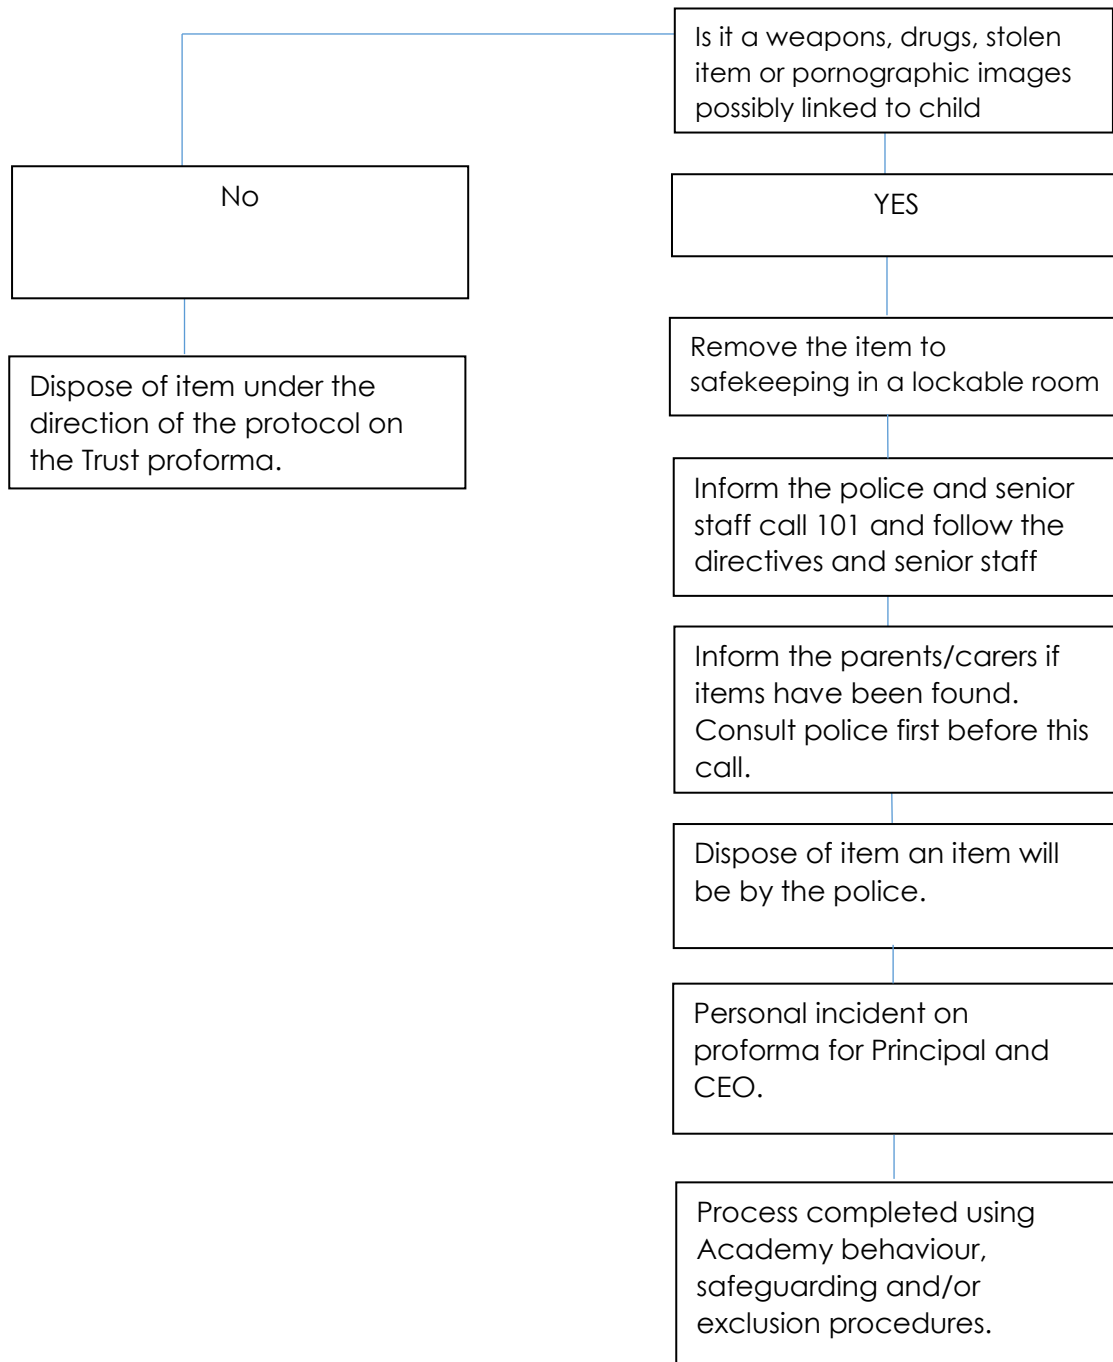 Is it a weapons, drugs, stolen
item or pornographic images
possibly linked to child
No
YES
Dispose of item under the
direction of the protocol on
the Trust proforma.
Remove the item to
safekeeping in a lockable room
Inform the police and senior
staff call 101 and follow the
directives and senior staff
Inform the parents/carers if
items have been found.
Consult police first before this
call.
Dispose of item an item will
be by the police.
Personal incident on
proforma for Principal and
CEO.
Process completed using
Academy behaviour,
safeguarding and/or
exclusion procedures.